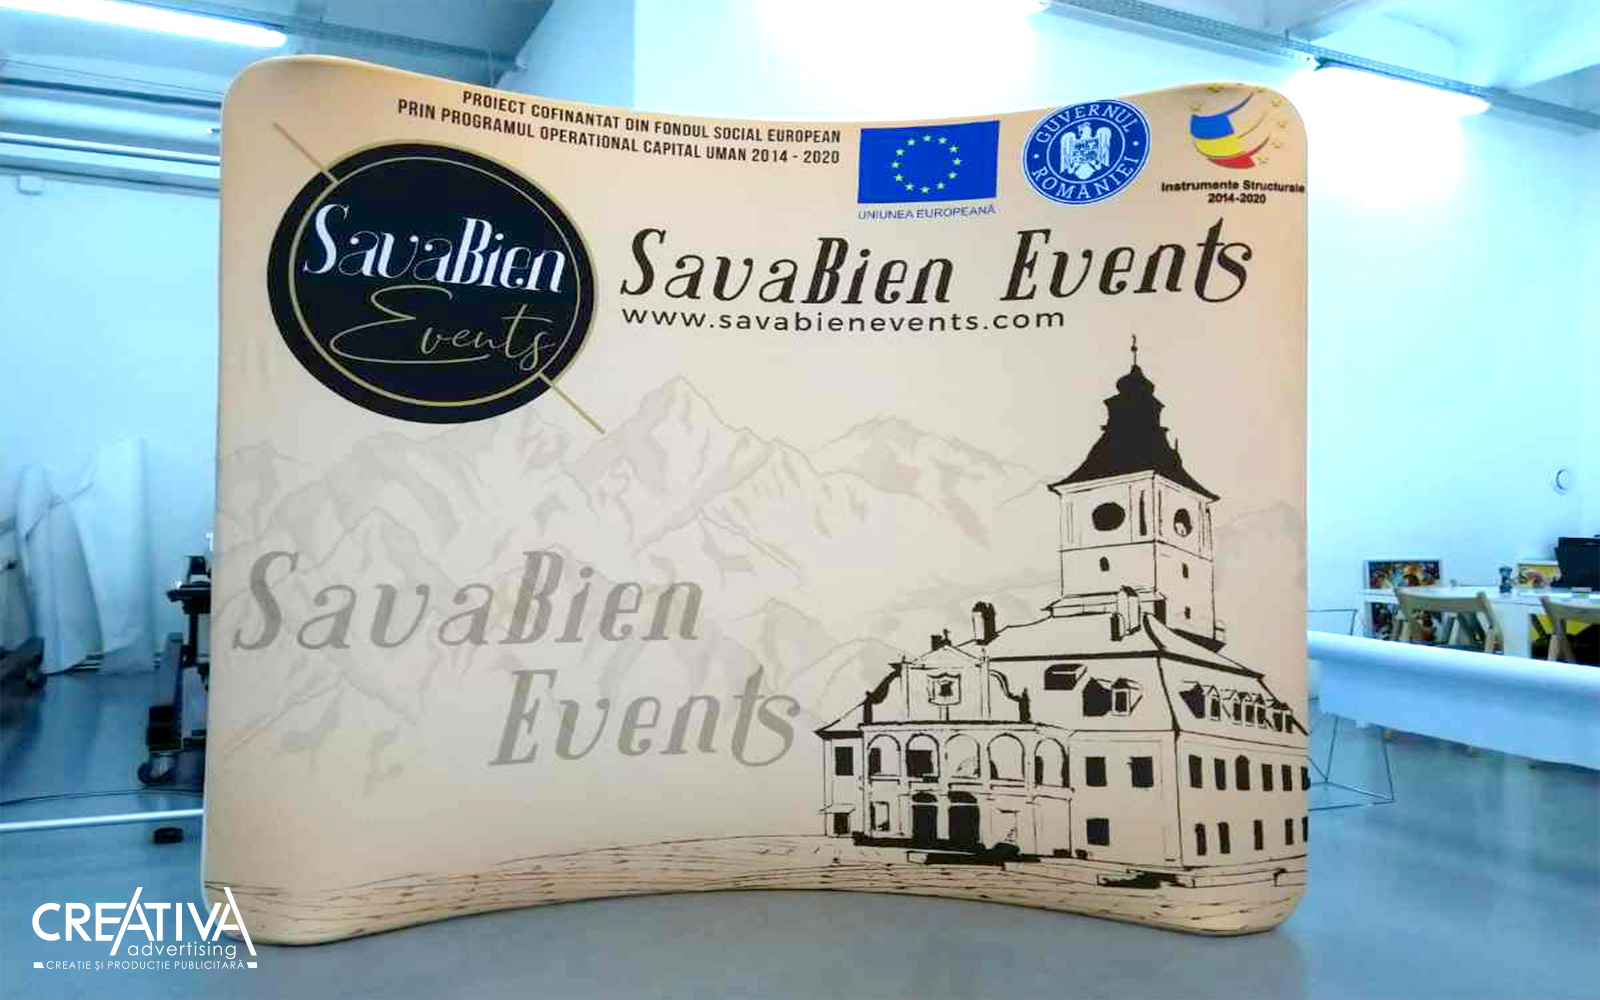 PROIECT COFINANTAT DIN FONDUL SOCIAL EUROPEAN
PRIN PROGRAMUL OPERATIONAL CAPITAL UMAN 2014 - 2020
UNIUNEA EUROPEANĂ
GUVERNUL ROMÂNIEI
Instrumente Structurale
2014-2020
SavaBien
Events
SavaBien Events
www.savabienevents.com
SavaBien
Events
CREATIVA
advertising
CREAȚIE ȘI PRODUCȚIE PUBLICITARĂ